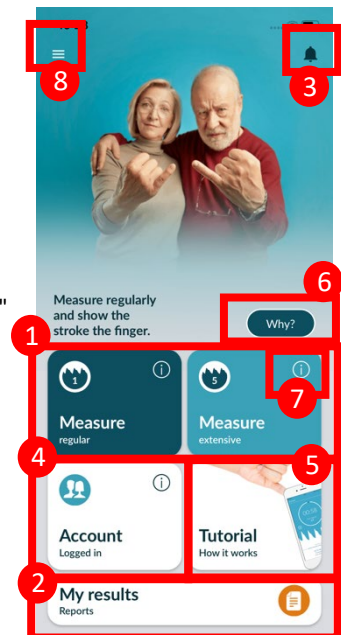 8
3
"
Measure regularly
and show the
stroke the finger.
6
Why?
1
1
5
7
Measure
regular
Measure
extensive
4
5
Account
Logged in
Tutorial
How it works
2
My results
Reports